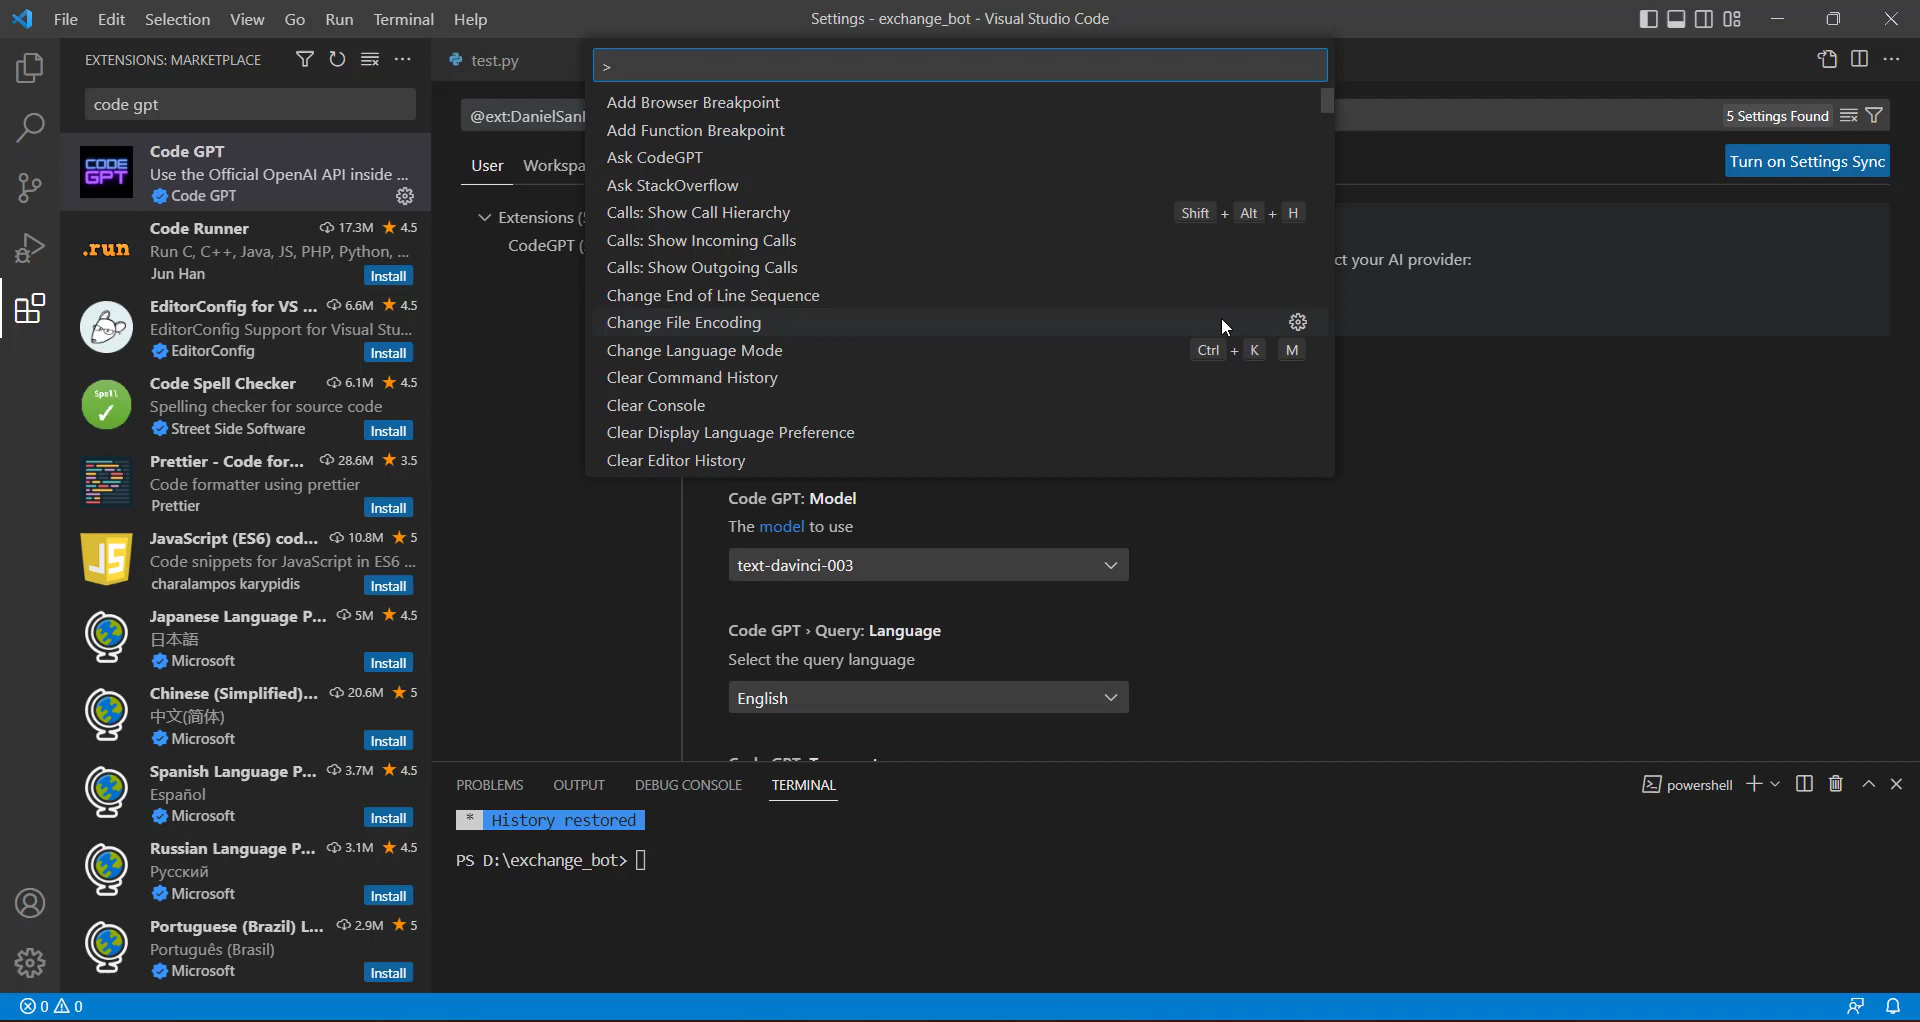 File Edit Selection View Go Run Terminal Help
Settings - exchange_bot - Visual Studio Code
EXTENSIONS: MARKETPLACE
code gpt
CODE GPT
Code GPT
Use the Official OpenAI API inside ...
Code GPT
.run
Code Runner 17.3M 4.5
Run C, C++, Java, JS, PHP, Python, ...
Jun Han Install
EditorConfig for VS ... 6.6M 4.5
EditorConfig Support for Visual Stu...
EditorConfig Install
Spell
Code Spell Checker 6.1M 4.5
Spelling checker for source code
Street Side Software Install
Prettier - Code for... 28.6M 3.5
Code formatter using prettier
Prettier Install
JS
JavaScript (ES6) cod... 10.8M 5
Code snippets for JavaScript in ES6 ...
charalampos karypidis Install
Japanese Language P... 5M 4.5
日本語
Microsoft Install
Chinese (Simplified)... 20.6M 5
中文(简体)
Microsoft Install
Spanish Language P... 3.7M 4.5
Español
Microsoft Install
Russian Language P... 3.1M 4.5
Русский
Microsoft Install
Portuguese (Brazil) L... 2.9M 5
Português (Brasil)
Microsoft Install
test.py
>
Add Browser Breakpoint
Add Function Breakpoint
Ask CodeGPT
Ask StackOverflow
Calls: Show Call Hierarchy Shift + Alt + H
Calls: Show Incoming Calls
Calls: Show Outgoing Calls
Change End of Line Sequence
Change File Encoding
Change Language Mode Ctrl + K M
Clear Command History
Clear Console
Clear Display Language Preference
Clear Editor History
@ext:DanielSan
5 Settings Found
User Workspa
Turn on Settings Sync
Extensions (
CodeGPT (
ct your AI provider:
Code GPT: Model
The model to use
text-davinci-003
Code GPT › Query: Language
Select the query language
English
PROBLEMS OUTPUT DEBUG CONSOLE TERMINAL
powershell
* History restored
PS D:\exchange_bot>
0 0